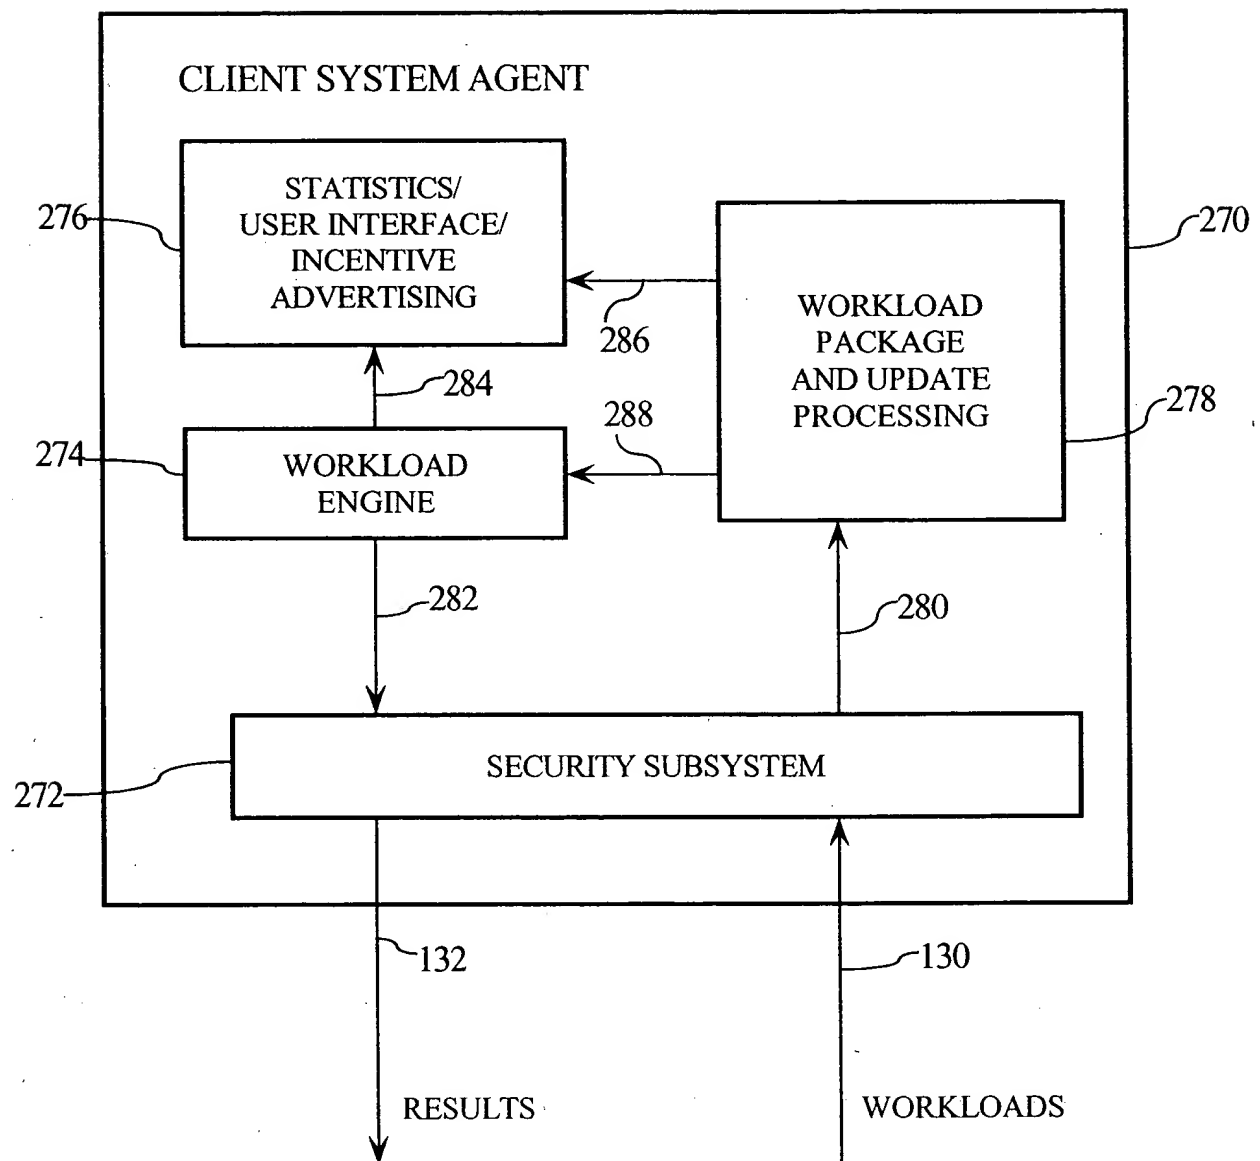 CLIENT SYSTEM AGENT
STATISTICS/
USER INTERFACE/
INCENTIVE
ADVERTISING
276
270
WORKLOAD
PACKAGE
AND UPDATE
PROCESSING
286
284
288
278
274
WORKLOAD
ENGINE
282
280
SECURITY SUBSYSTEM
272
132
130
RESULTS
WORKLOADS